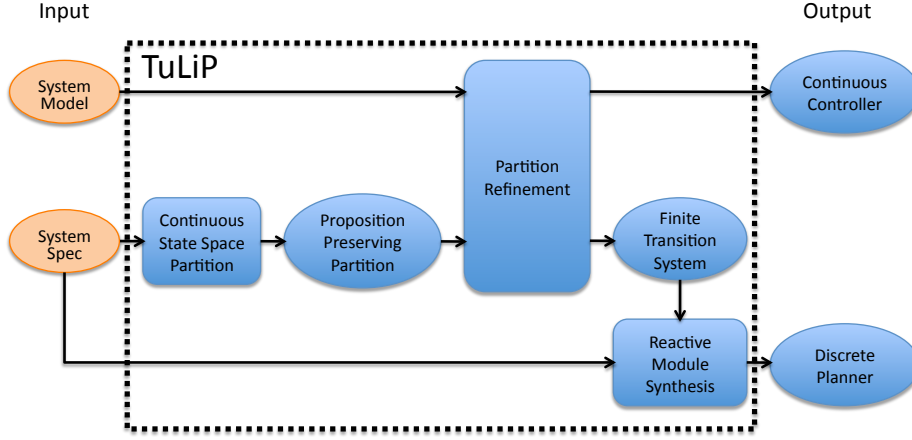 Input
Output
TuLiP
System
Model
Continuous
Controller
Partition
Refinement
System
Spec
Continuous
State Space
Partition
Proposition
Preserving
Partition
Finite
Transition
System
Reactive
Module
Synthesis
Discrete
Planner